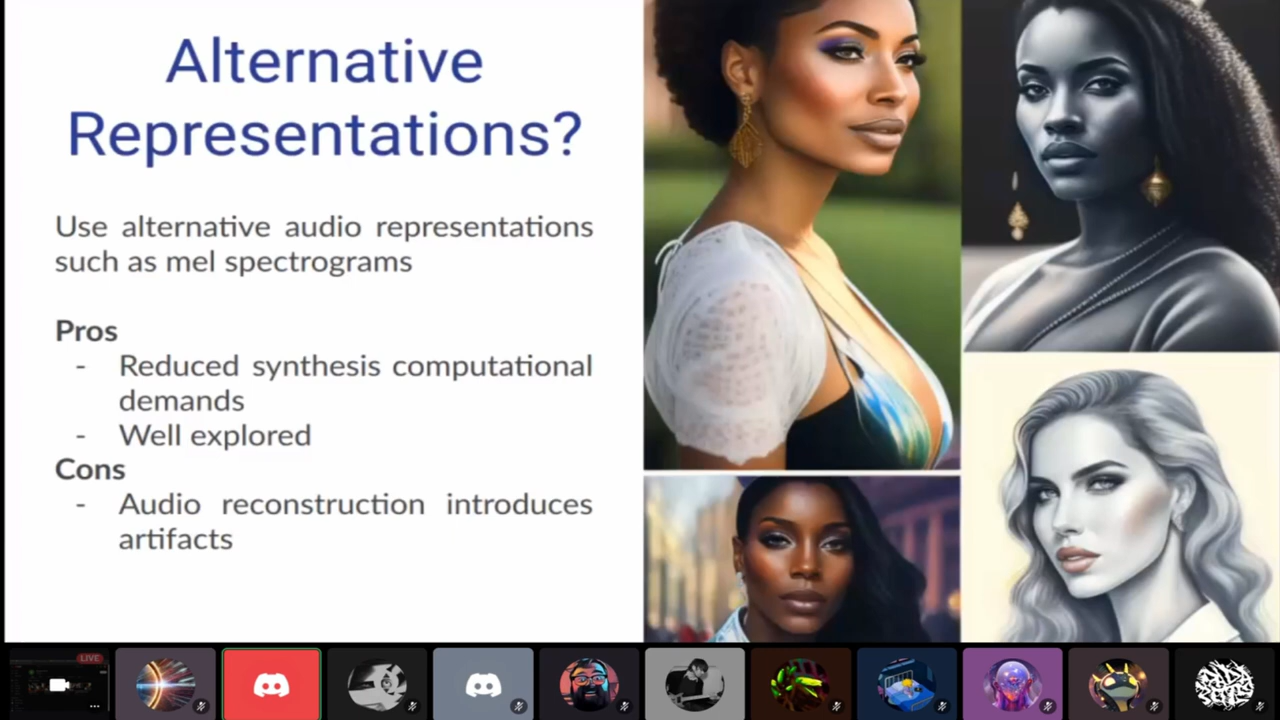 Alternative
Representations?
Use alternative audio representations
such as mel spectrograms
Pros
- Reduced synthesis computational
demands
- Well explored
Cons
- Audio reconstruction introduces
artifacts
LIVE